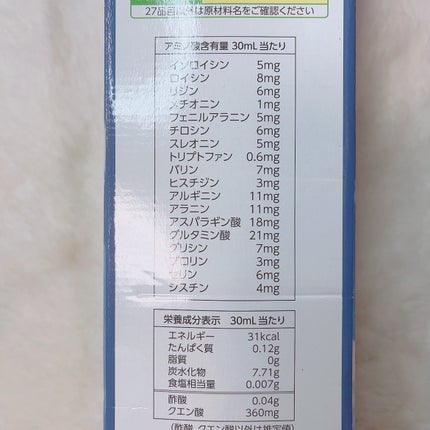 27品目以外は原材料名をご確認ください
アミノ酸含有量 30mL当たり
イソロイシン 5mg
ロイシン 8mg
リジン 6mg
メチオニン 1mg
フェニルアラニン 5mg
チロシン 6mg
スレオニン 5mg
トリプトファン 0.6mg
バリン 7mg
ヒスチジン 3mg
アルギニン 11mg
アラニン 11mg
アスパラギン酸 18mg
グルタミン酸 21mg
グリシン 7mg
プロリン 3mg
セリン 6mg
シスチン 4mg
栄養成分表示 30mL当たり
エネルギー 31kcal
たんぱく質 0.12g
脂質 0g
炭水化物 7.71g
食塩相当量 0.007g
酢酸 0.04g
クエン酸 360mg
(酢酸、クエン酸以外は推定値)